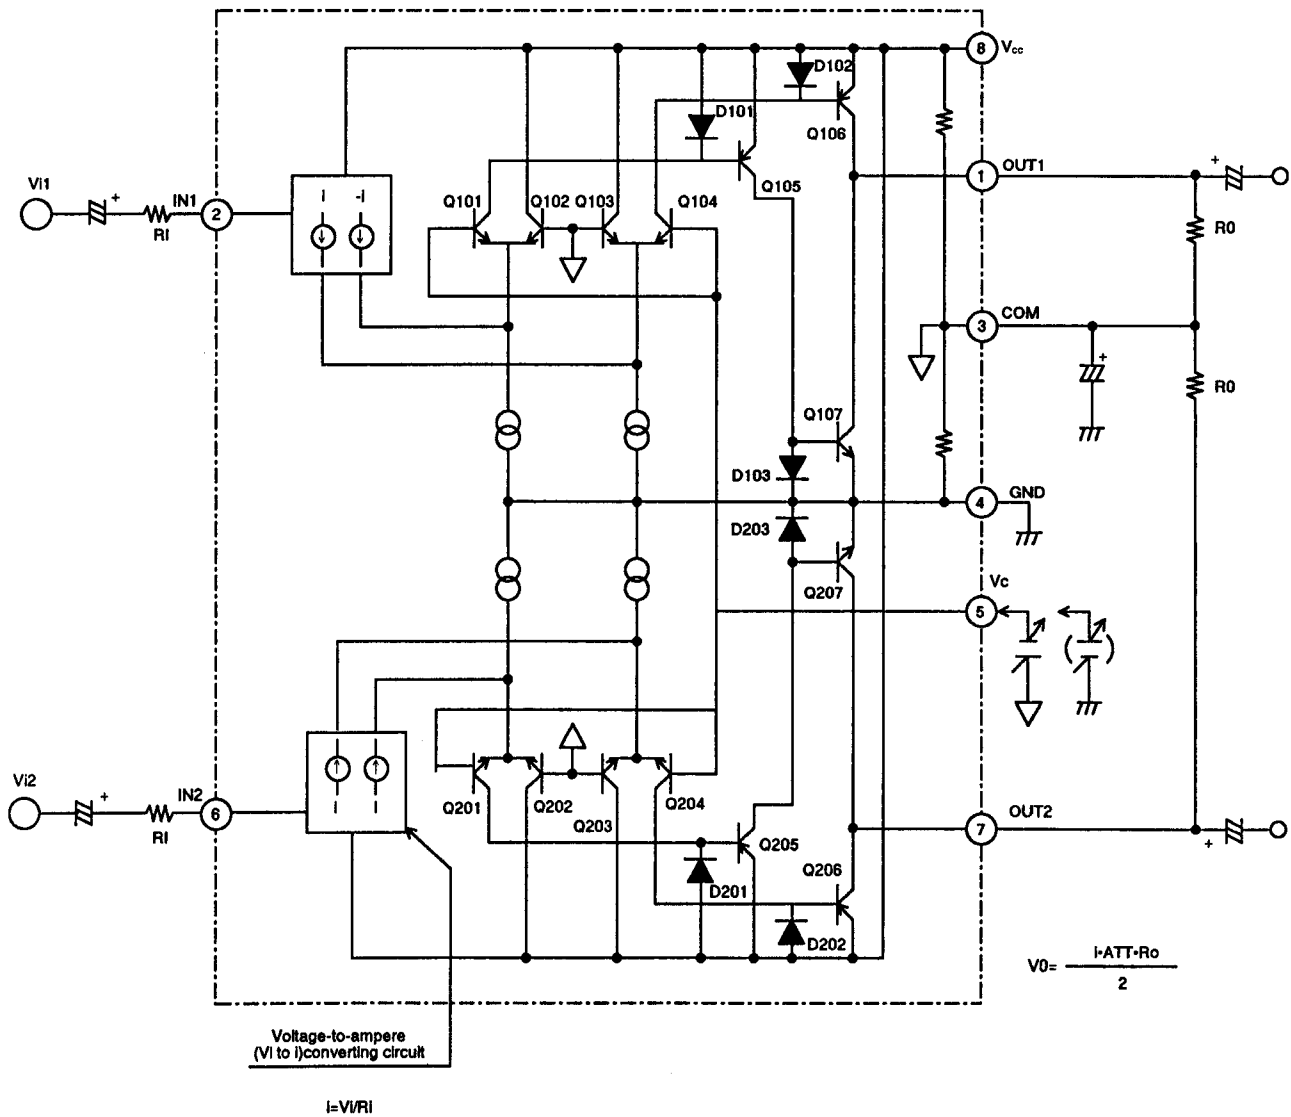 8 Vcc
D102
D101
Q106
1 OUT1
Vi1
+
+
IN1
2
RI
i -i
Q101 Q102 Q103 Q104
Q105
R0
3 COM
+
R0
Q107
D103
4 GND
D203
Q207
Vc
5
( )
Vi2
+
IN2
6
RI
i i
Q201 Q202 Q203 Q204
Q205
7 OUT2
+
D201
Q206
D202
V0= i•ATT•Ro
2
Voltage-to-ampere
(Vi to i)converting circuit
i=Vi/Ri